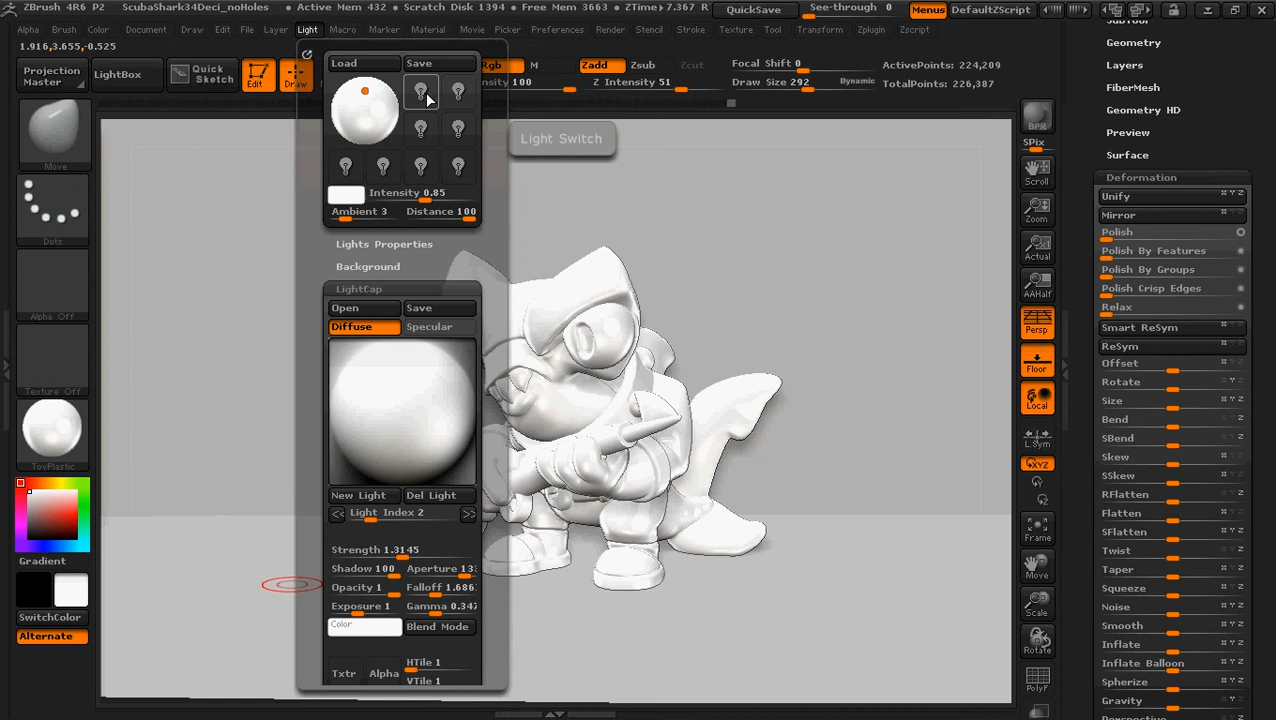 ZBrush 4R6 P2 ScubaShark34Deci_noHoles • Active Mem 432 • Scratch Disk 1394 • Free Mem 3663 • ZTime▸7.367 R QuickSave See-through 0 Menus DefaultZScript
Alpha Brush Color Document Draw Edit File Layer Light Macro Marker Material Movie Picker Preferences Render Stencil Stroke Texture Tool Transform Zplugin Zscript
1.916,3.655,-0.525
Projection Master
LightBox
Quick Sketch
Edit
Draw
Rgb
M
Zadd
Zsub
Zcut
Focal Shift 0
ActivePoints: 224,209
Z Intensity 51
Draw Size 292
Dynamic
TotalPoints: 226,387
Load
Save
Light Switch
Intensity 0.85
Ambient 3
Distance 100
Lights Properties
Background
LightCap
Open
Save
Diffuse
Specular
New Light
Del Light
<<
Light Index 2
>
Strength 1.3145
Shadow 100
Opacity 1
Exposure 1
Gamma 0.347
Color
Blend Mode
Txtr
Alpha
HTile 1
VTile 1
Move
Dots
Alpha Off
Texture Off
ToyPlastic
Gradient
SwitchColor
Alternate
BPR
SPix
Scroll
Zoom
Actual
AAHalf
Persp
Floor
Local
L.Sym
XYZ
Frame
Move
Scale
Rotate
PolyF
Geometry
Layers
FiberMesh
Geometry HD
Preview
Surface
Deformation
Unify
Mirror
Polish
Polish By Features
Polish By Groups
Polish Crisp Edges
Relax
Smart ReSym
ReSym
Offset
Rotate
Size
Bend
SBend
Skew
SSkew
RFlatten
Flatten
SFlatten
Twist
Taper
Squeeze
Noise
Smooth
Inflate
Inflate Balloon
Spherize
Gravity